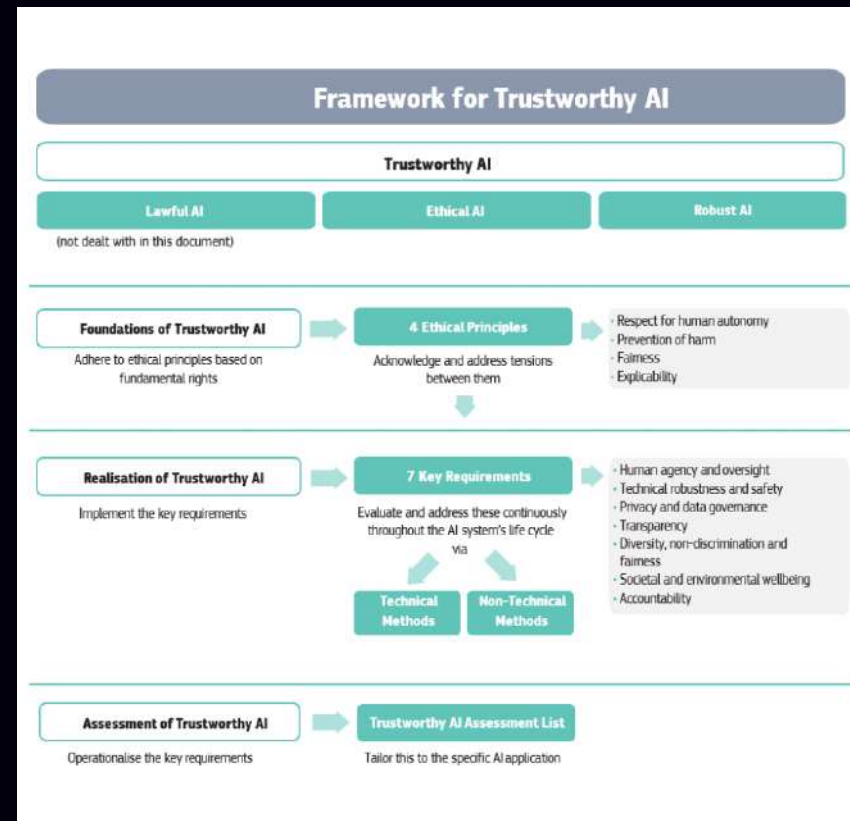 Framework for Trustworthy AI
Trustworthy AI
Lawful AI
Ethical AI
Robust AI
(not dealt with in this document)
Foundations of Trustworthy AI
Adhere to ethical principles based on
fundamental rights
4 Ethical Principles
Acknowledge and address tensions
between them
· Respect for human autonomy
· Prevention of harm
· Fairness
· Explicability
Realisation of Trustworthy AI
Implement the key requirements
7 Key Requirements
Evaluate and address these continuously
throughout the AI system's life cycle
via
Technical
Methods
Non-Technical
Methods
· Human agency and oversight
· Technical robustness and safety
· Privacy and data governance
· Transparency
· Diversity, non-discrimination and
fairness
· Societal and environmental wellbeing
· Accountability
Assessment of Trustworthy AI
Operationalise the key requirements
Trustworthy AI Assessment List
Tailor this to the specific AI application